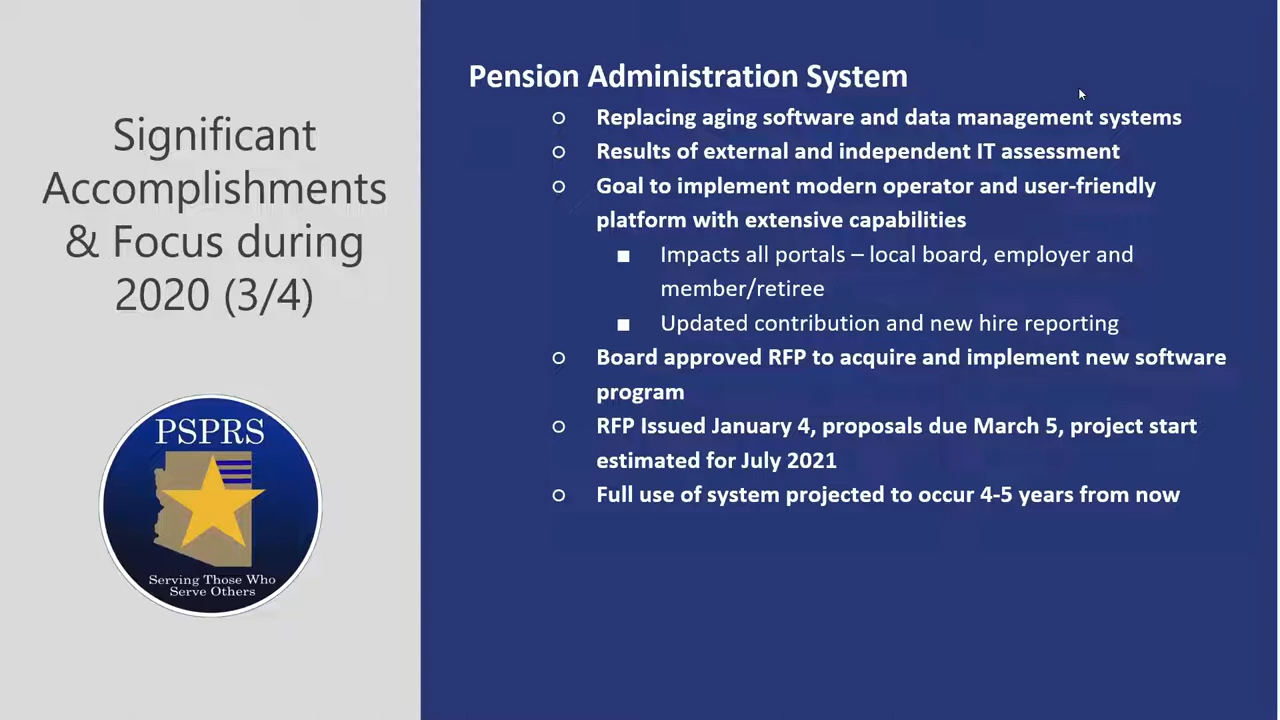 Significant
Accomplishments
& Focus during
2020 (3/4)
PSPRS
Serving Those Who
Serve Others
Pension Administration System
○ Replacing aging software and data management systems
○ Results of external and independent IT assessment
○ Goal to implement modern operator and user-friendly
platform with extensive capabilities
■ Impacts all portals – local board, employer and
member/retiree
■ Updated contribution and new hire reporting
○ Board approved RFP to acquire and implement new software
program
○ RFP Issued January 4, proposals due March 5, project start
estimated for July 2021
○ Full use of system projected to occur 4-5 years from now